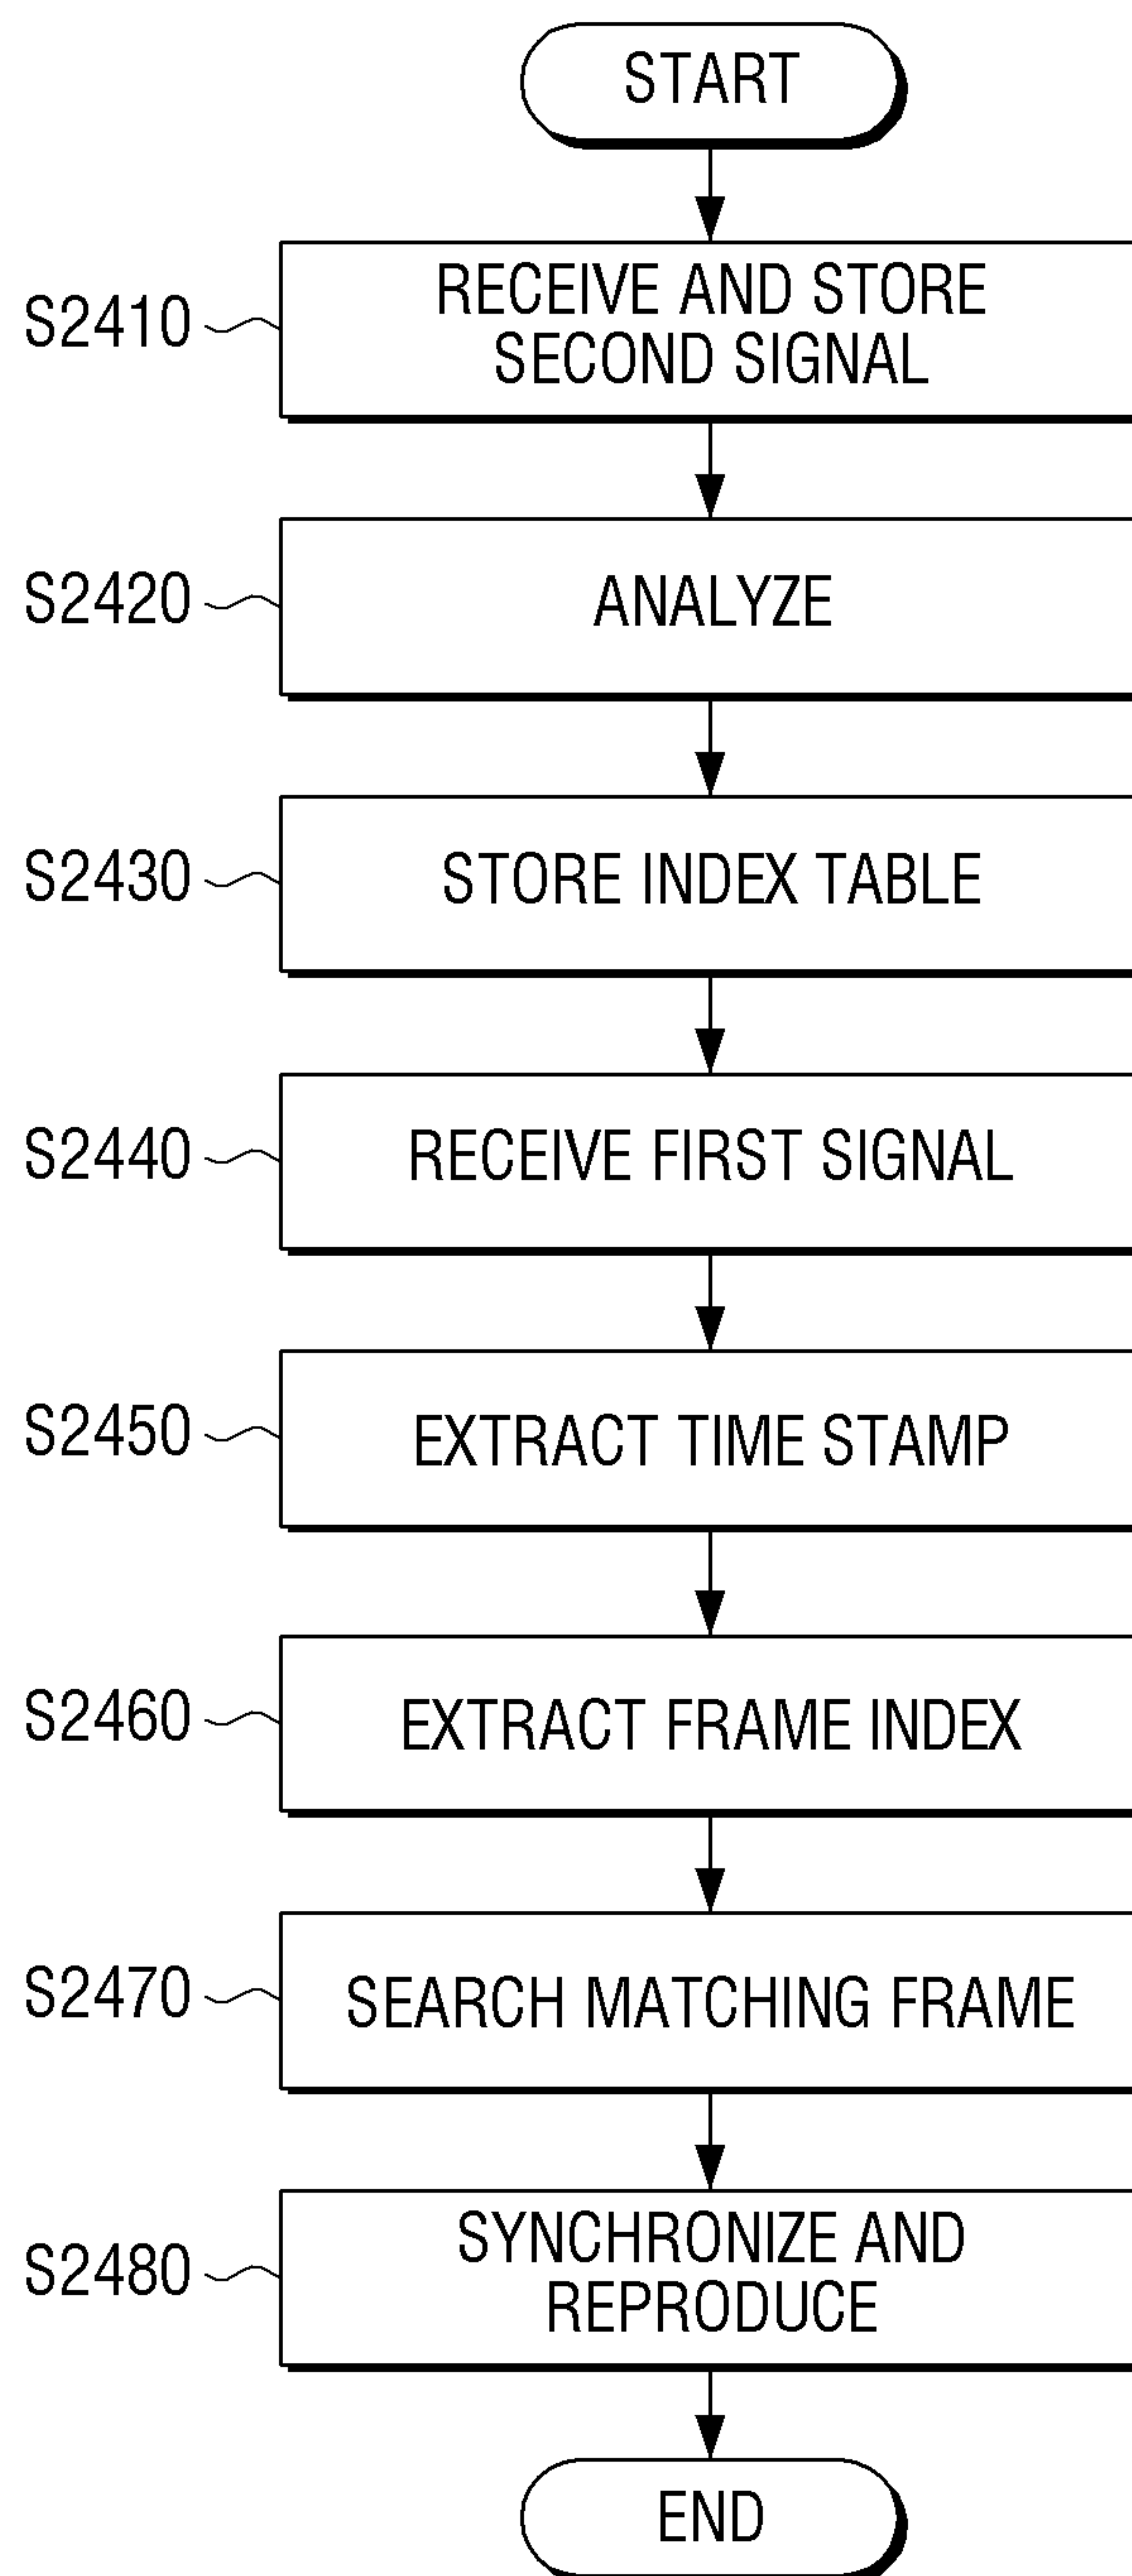 START
S2410
RECEIVE AND STORE
SECOND SIGNAL
S2420
ANALYZE
S2430
STORE INDEX TABLE
S2440
RECEIVE FIRST SIGNAL
S2450
EXTRACT TIME STAMP
S2460
EXTRACT FRAME INDEX
S2470
SEARCH MATCHING FRAME
S2480
SYNCHRONIZE AND
REPRODUCE
END